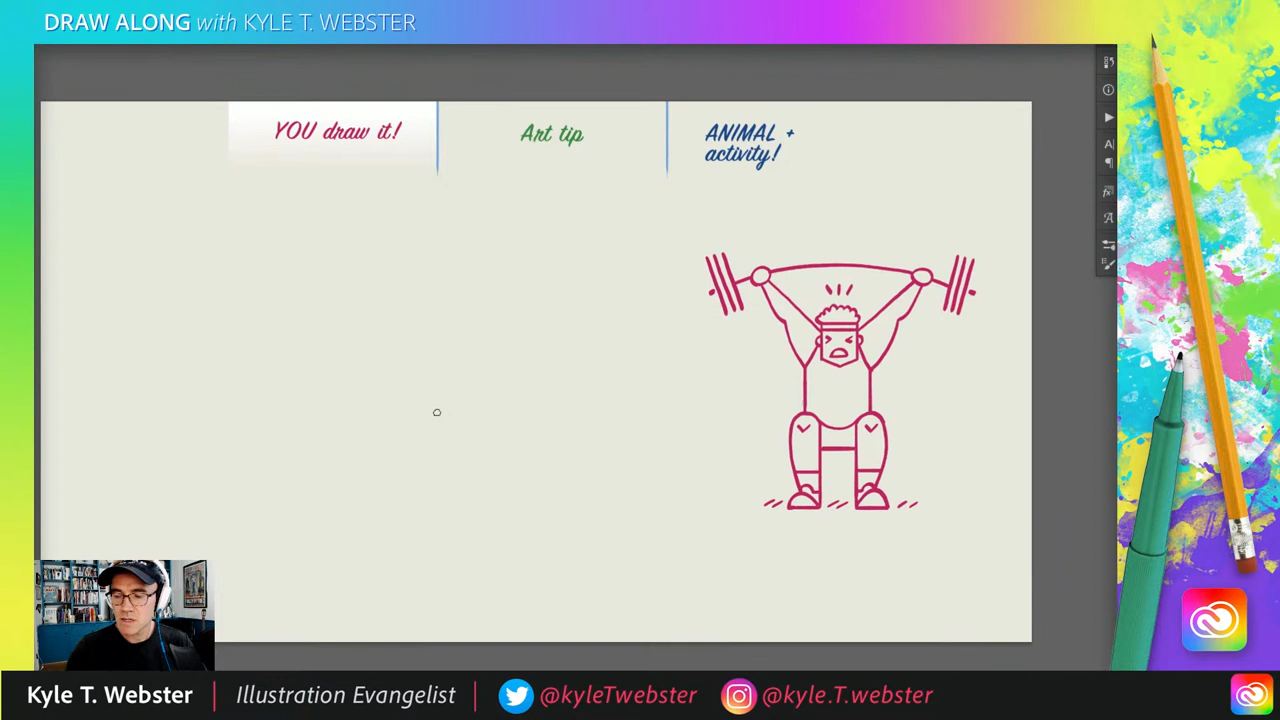 DRAW ALONG with KYLE T. WEBSTER
YOU draw it!
Art tip
ANIMAL +
activity!
Kyle T. Webster | Illustration Evangelist | @kyleTwebster @kyle.T.webster